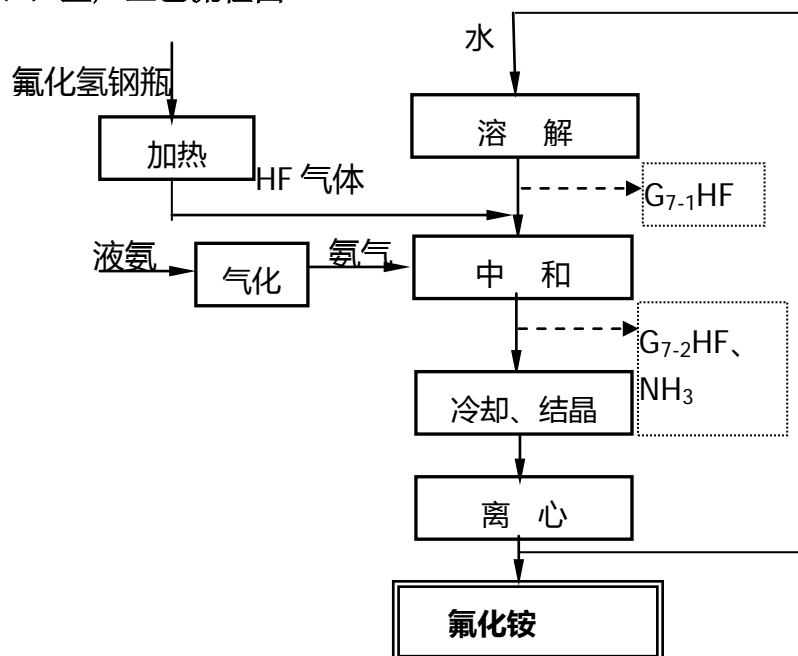 水
氟化氢钢瓶
加热
溶 解
HF 气体
G7-1HF
液氨
气化
氨气
中 和
G7-2HF、
NH3
冷却、结晶
离 心
氟化铵